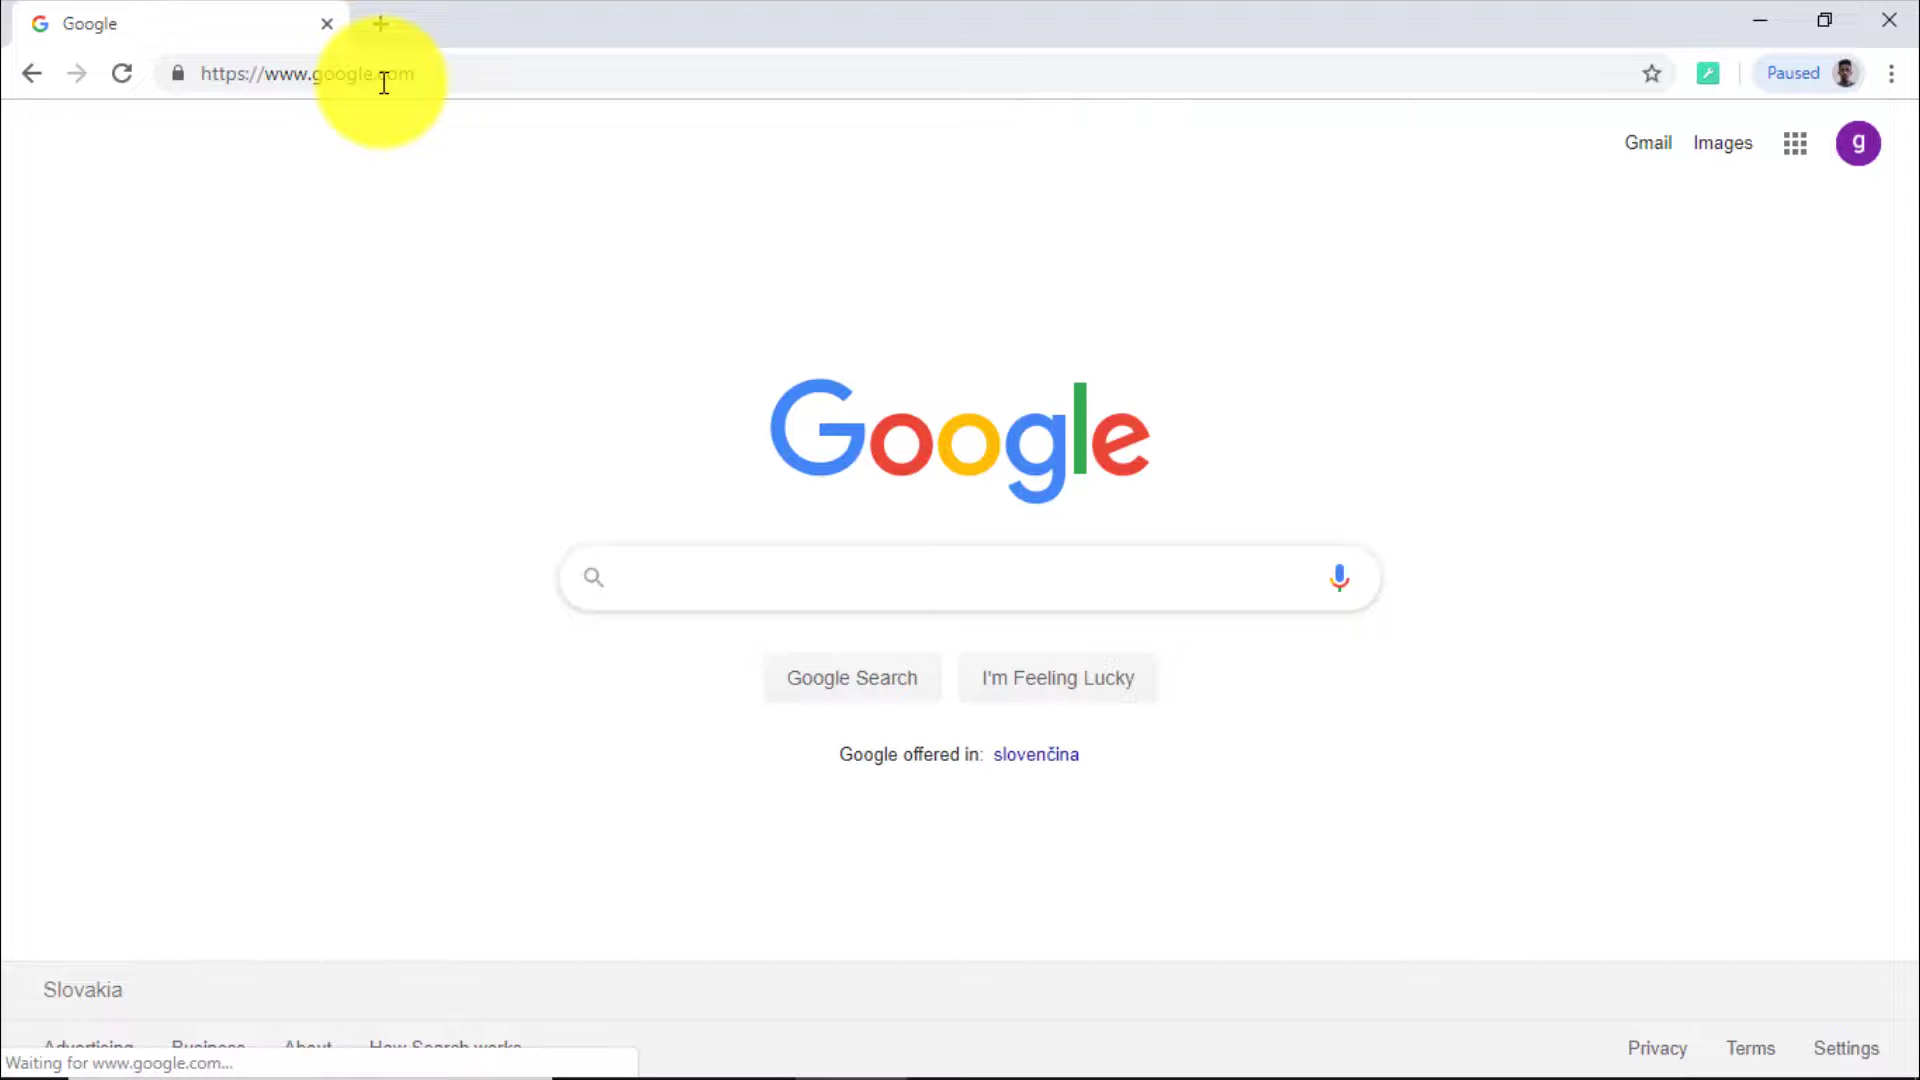 Google
https://www.google.com
Paused
Gmail Images g
Google
Google Search I'm Feeling Lucky
Google offered in: slovenčina
Slovakia
Advertising Business About How Search works
Privacy Terms Settings
Waiting for www.google.com...